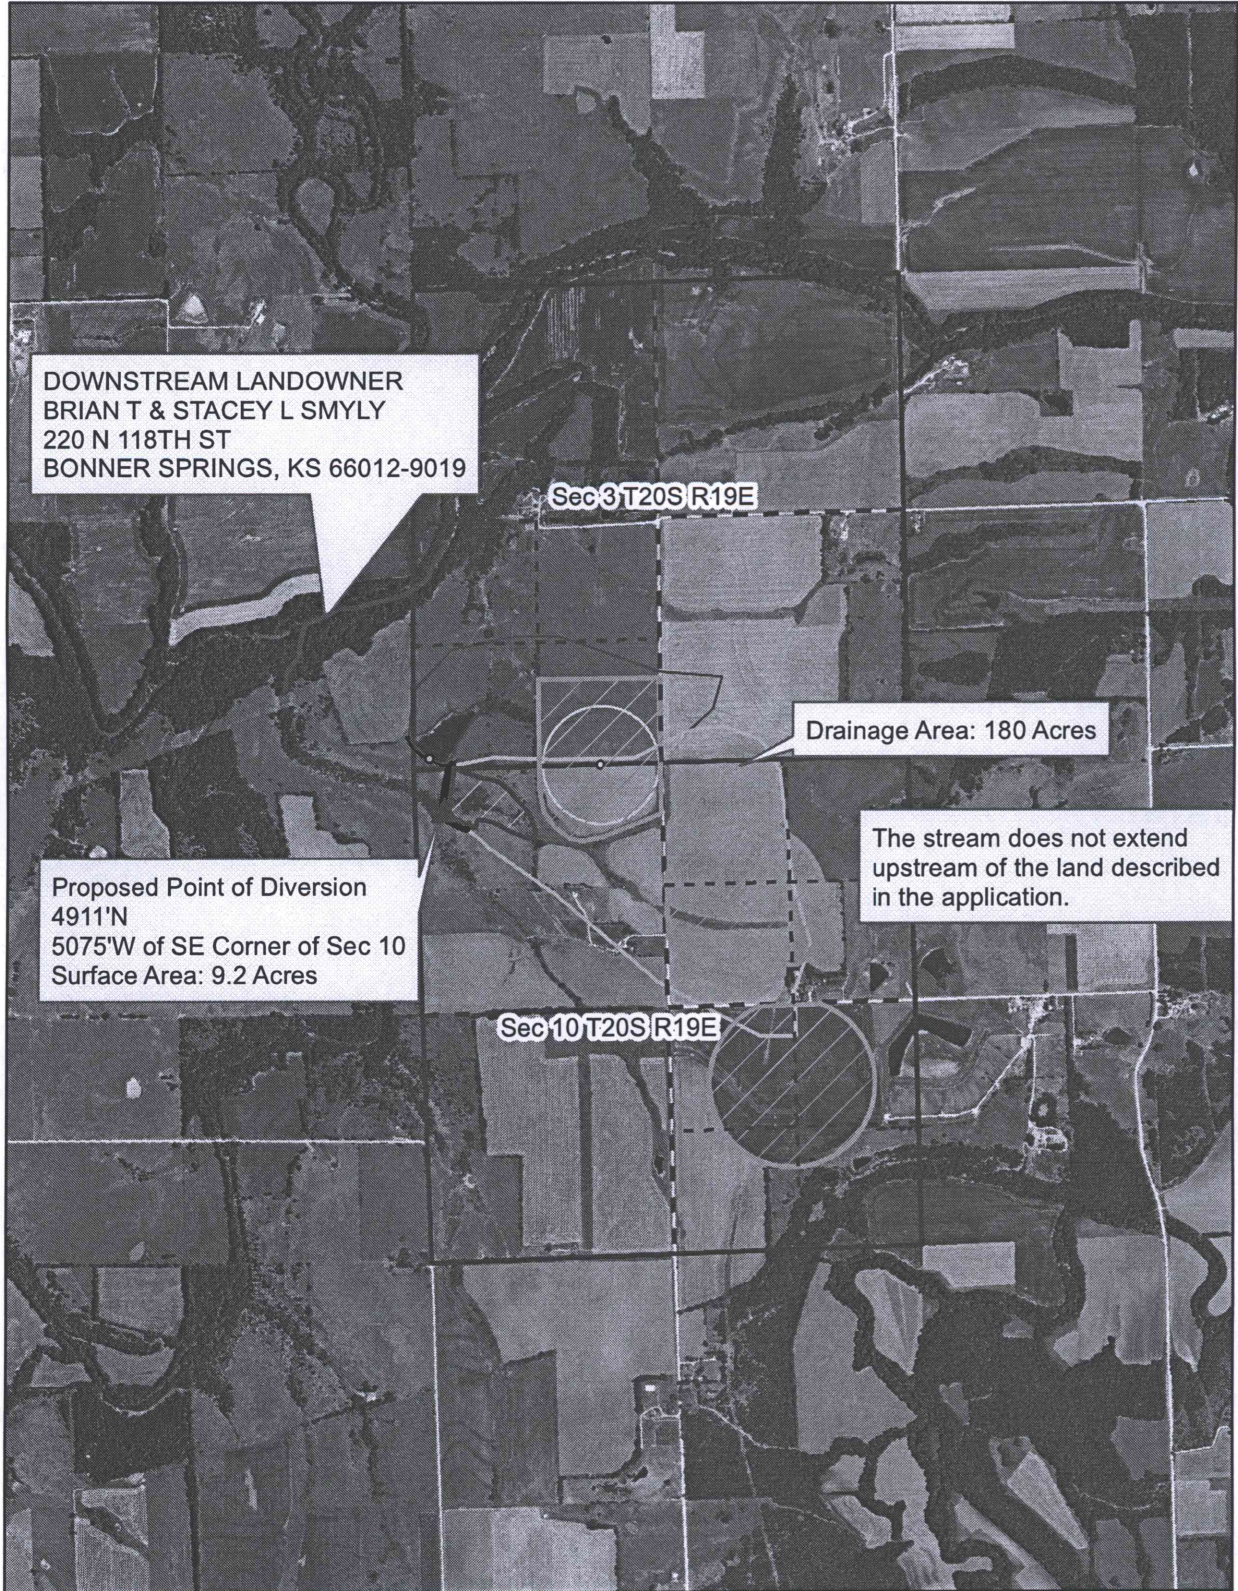 DOWNSTREAM LANDOWNER
BRIAN T & STACEY L SMYLY
220 N 118TH ST
BONNER SPRINGS, KS 66012-9019
Sec 3 T20S R19E
Drainage Area: 180 Acres
The stream does not extend
upstream of the land described
in the application.
Proposed Point of Diversion
4911'N
5075'W of SE Corner of Sec 10
Surface Area: 9.2 Acres
Sec 10 T20S R19E